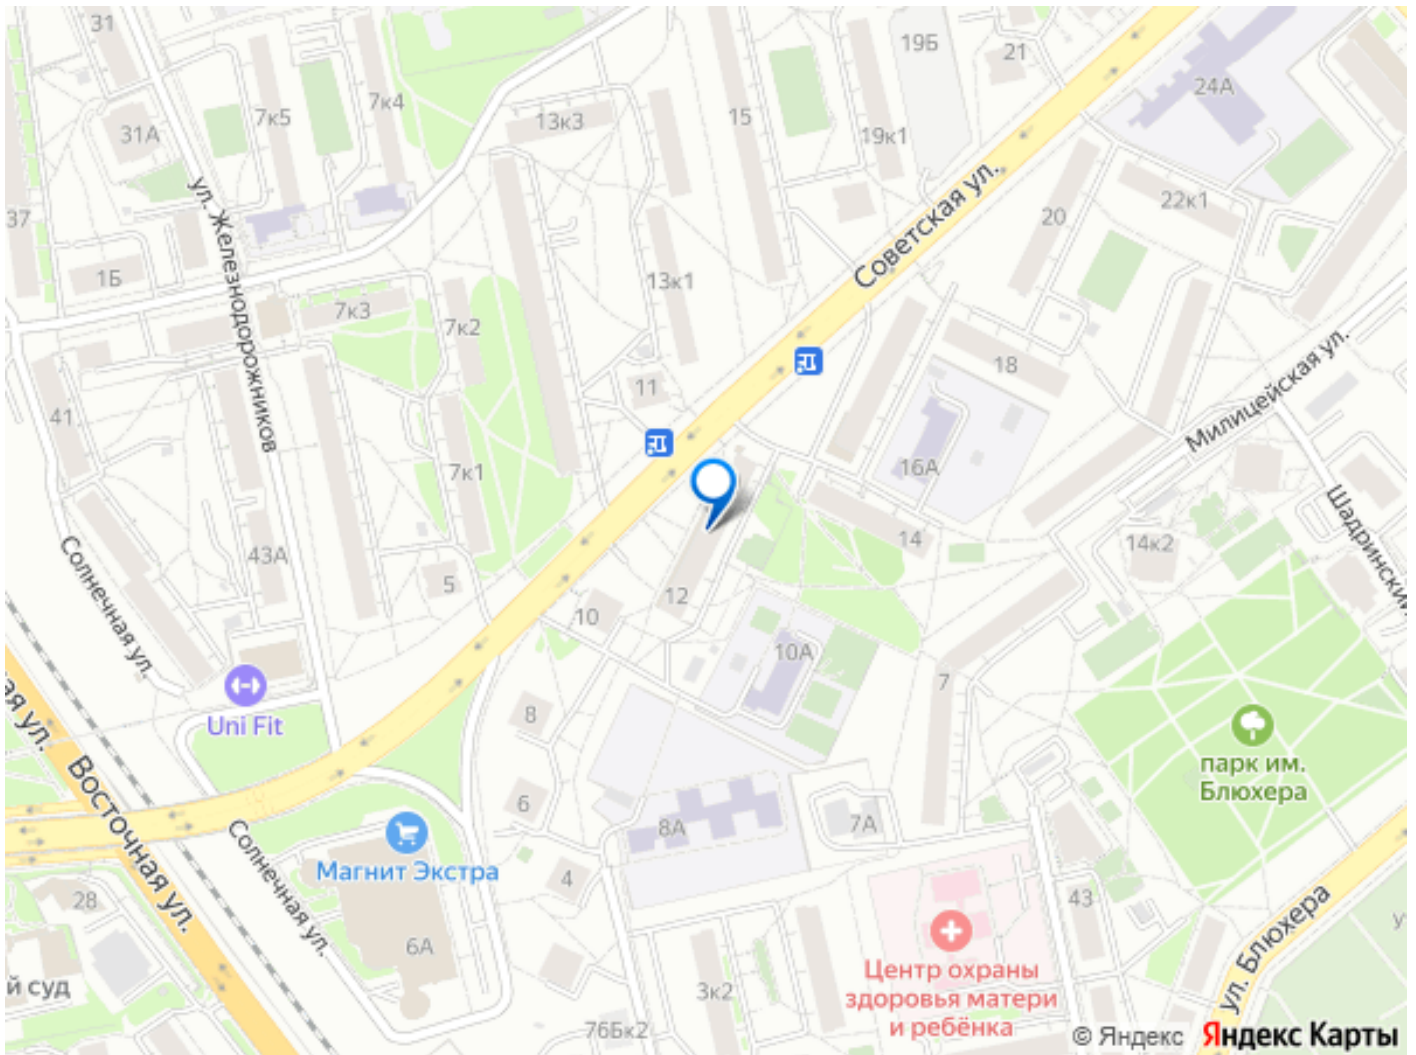 31
19Б
21
24А
7к4
7к5
13к3
15
31А
19к1
ул. Железнодорожников
Советская ул.
22к1
20
37
1Б
13к1
7к3
7к2
18
11
Милицейская ул.
41
7к1
16А
Шадринский
14
14к2
Солнечная ул.
43А
5
12
10
10А
7
8
Uni Fit
ая ул.
Восточная ул.
парк им.
Блюхера
6
8А
7А
Солнечная ул.
Магнит Экстра
4
28
43
ул. Блюхера
6А
Центр охраны
здоровья матери
и ребёнка
й суд
3к2
76Бк2
© Яндекс Яндекс Карты